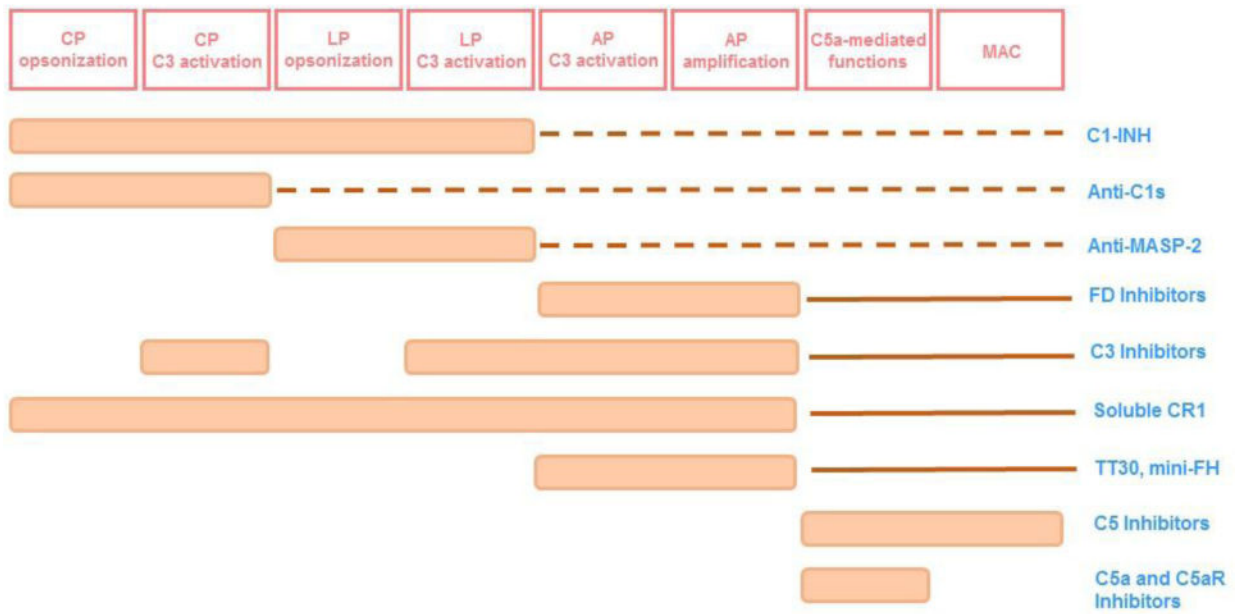 CP
opsonization
CP
C3 activation
LP
opsonization
LP
C3 activation
AP
C3 activation
AP
amplification
C5a-mediated
functions
MAC
C1-INH
Anti-C1s
Anti-MASP-2
FD Inhibitors
C3 Inhibitors
Soluble CR1
TT30, mini-FH
C5 Inhibitors
C5a and C5aR
Inhibitors